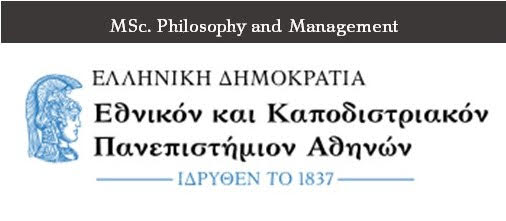 MSc. Philosophy and Management
ΕΛΛΗΝΙΚΗ ΔΗΜΟΚΡΑΤΙΑ
Εθνικόν και Καποδιστριακόν
Πανεπιστήμιον Αθηνών
ΙΔΡΥΘΕΝ ΤΟ 1837